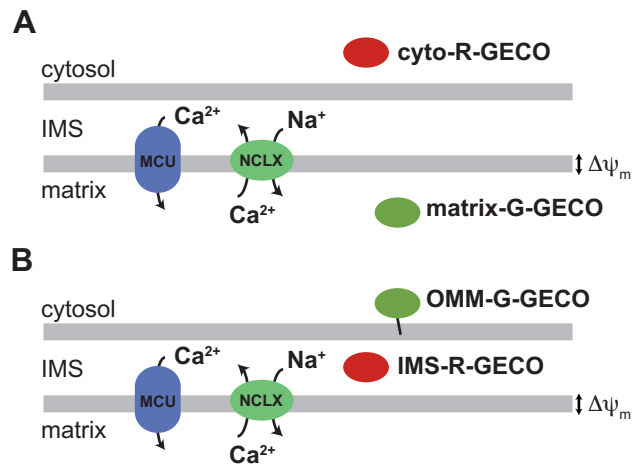 A
cyto-R-GECO
cytosol
Ca²⁺
Na⁺
IMS
MCU
NCLX
Δψₘ
matrix
Ca²⁺
matrix-G-GECO
B
OMM-G-GECO
cytosol
Ca²⁺
Na⁺
IMS
IMS-R-GECO
MCU
NCLX
Δψₘ
matrix
Ca²⁺